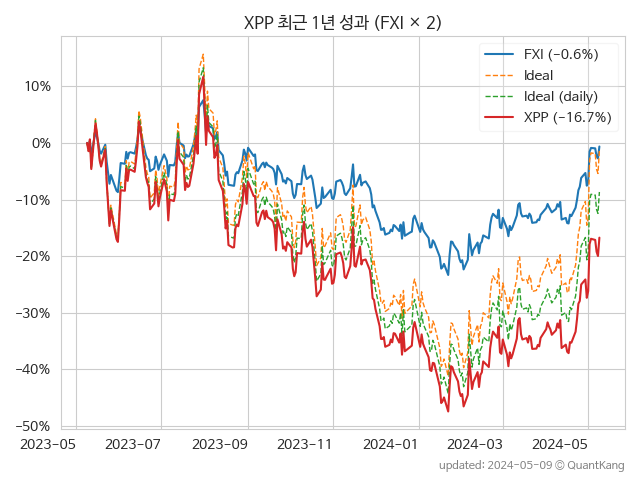 XPP 최근 1년 성과 (FXI × 2)
FXI (−0.6%)
Ideal
Ideal (daily)
XPP (−16.7%)
10%
0%
−10%
−20%
−30%
−40%
−50%
2023−05
2023−07
2023−09
2023−11
2024−01
2024−03
2024−05
updated: 2024−05−09 © QuantKang